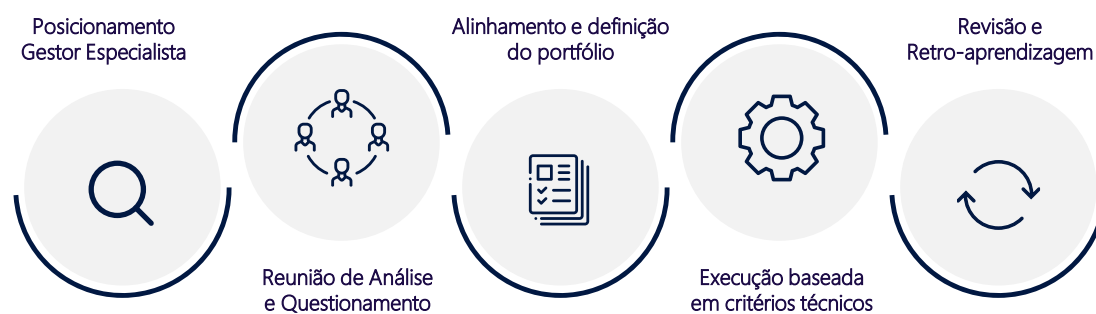 Posicionamento
Gestor Especialista
Reunião de Análise
e Questionamento
Alinhamento e definição
do portfólio
Execução baseada
em critérios técnicos
Revisão e
Retro-aprendizagem